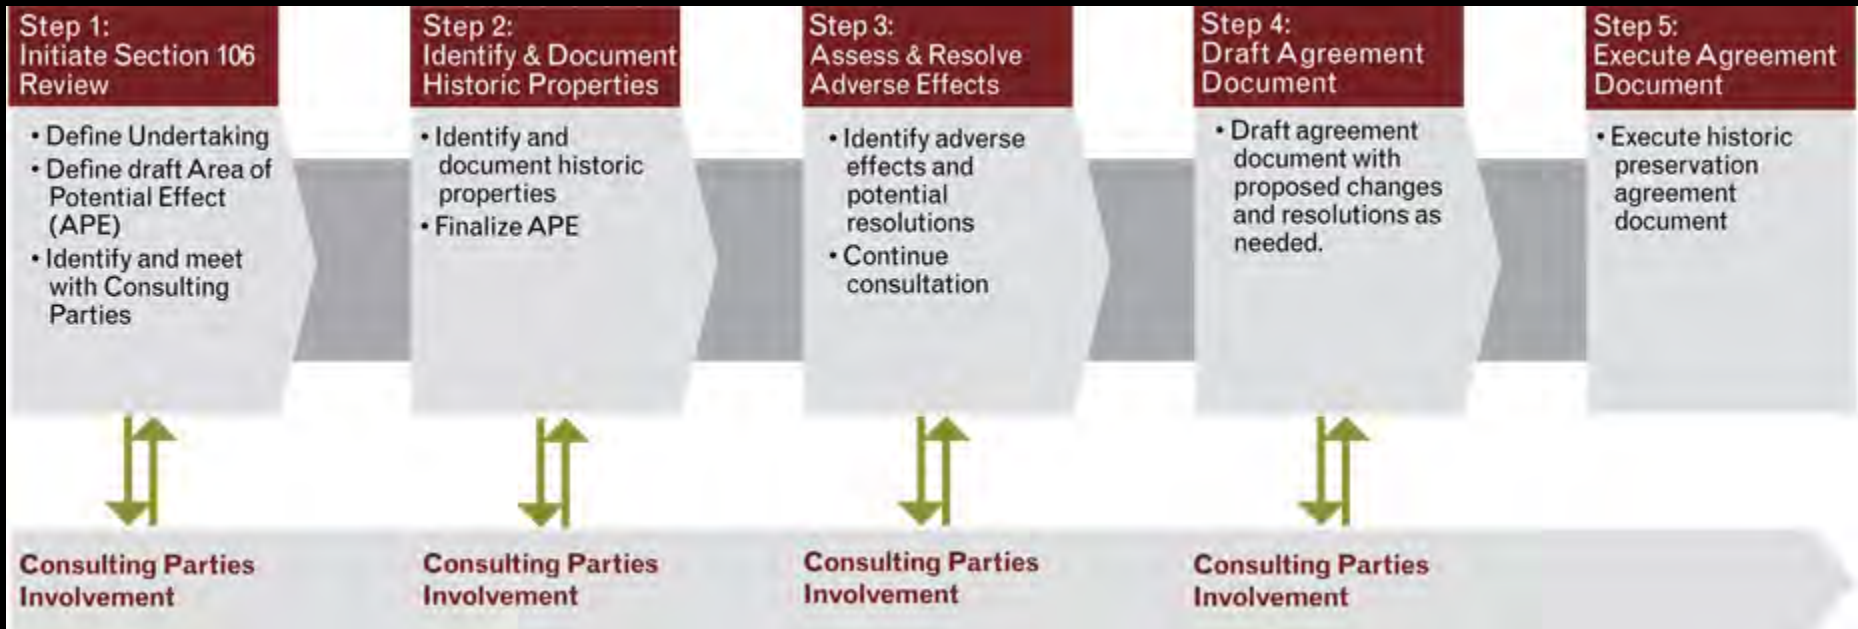 Step 1:
Initiate Section 106
Review
• Define Undertaking
• Define draft Area of
Potential Effect
(APE)
• Identify and meet
with Consulting
Parties
Step 2:
Identify & Document
Historic Properties
• Identify and
document historic
properties
• Finalize APE
Step 3:
Assess & Resolve
Adverse Effects
• Identify adverse
effects and
potential
resolutions
• Continue
consultation
Step 4:
Draft Agreement
Document
• Draft agreement
document with
proposed changes
and resolutions as
needed.
Step 5:
Execute Agreement
Document
• Execute historic
preservation
agreement
document
Consulting Parties
Involvement
Consulting Parties
Involvement
Consulting Parties
Involvement
Consulting Parties
Involvement